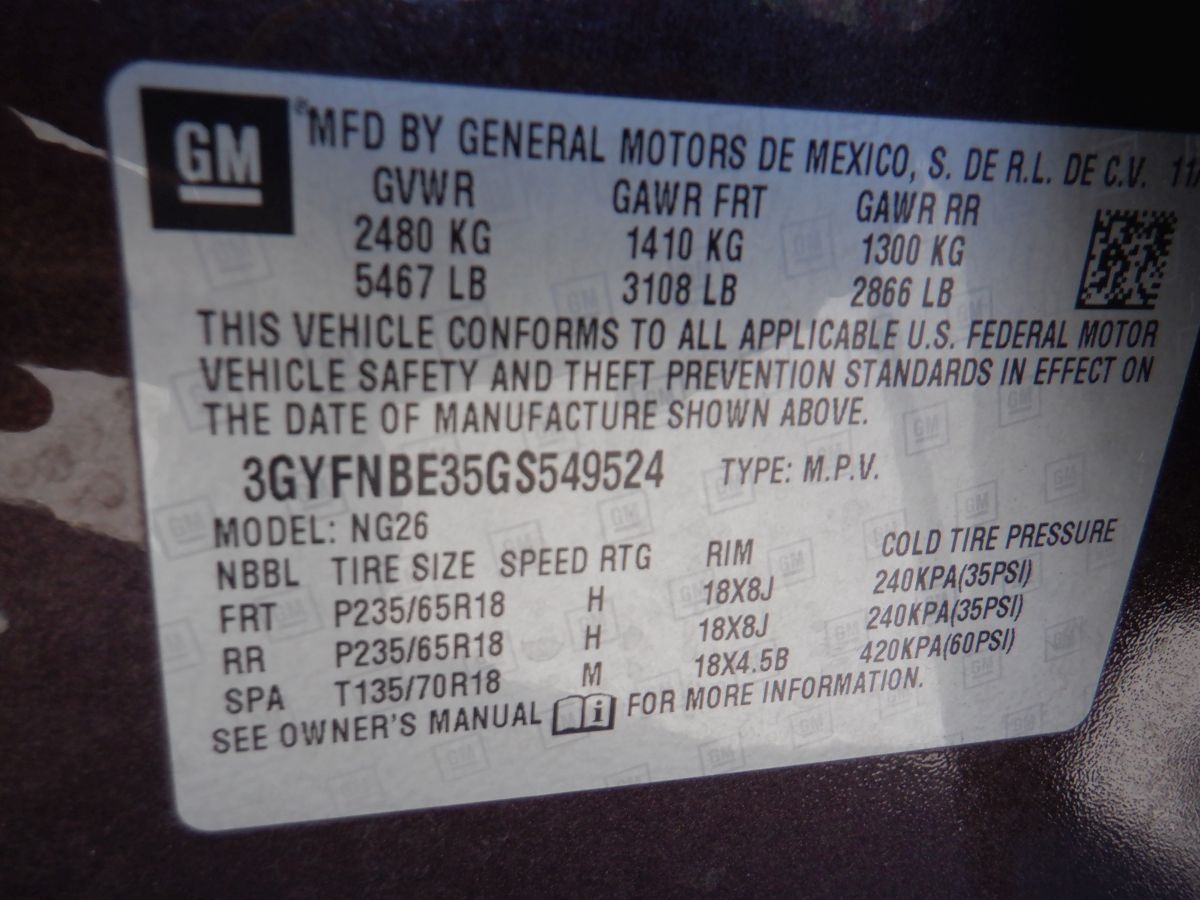 GM
®MFD BY GENERAL MOTORS DE MEXICO, S. DE R.L. DE C.V. 11/
GVWR GAWR FRT GAWR RR
2480 KG 1410 KG 1300 KG
5467 LB 3108 LB 2866 LB
THIS VEHICLE CONFORMS TO ALL APPLICABLE U.S. FEDERAL MOTOR
VEHICLE SAFETY AND THEFT PREVENTION STANDARDS IN EFFECT ON
THE DATE OF MANUFACTURE SHOWN ABOVE.
3GYFNBE35GS549524 TYPE: M.P.V.
MODEL: NG26
NBBL TIRE SIZE SPEED RTG RIM COLD TIRE PRESSURE
FRT P235/65R18 H 18X8J 240KPA(35PSI)
RR P235/65R18 H 18X8J 240KPA(35PSI)
SPA T135/70R18 M 18X4.5B 420KPA(60PSI)
SEE OWNER'S MANUAL i FOR MORE INFORMATION.